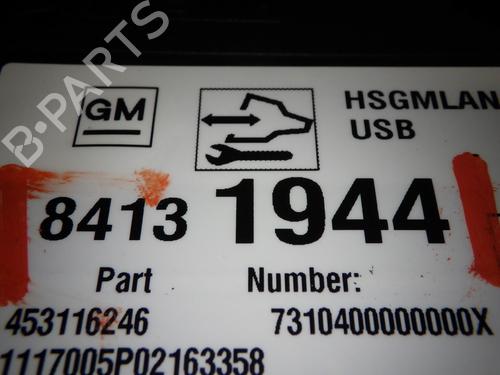 GM
HSGMLAN
USB
8413 1944
Part Number:
453116246 7310400000000X
1117005P02163358
B-PARTS